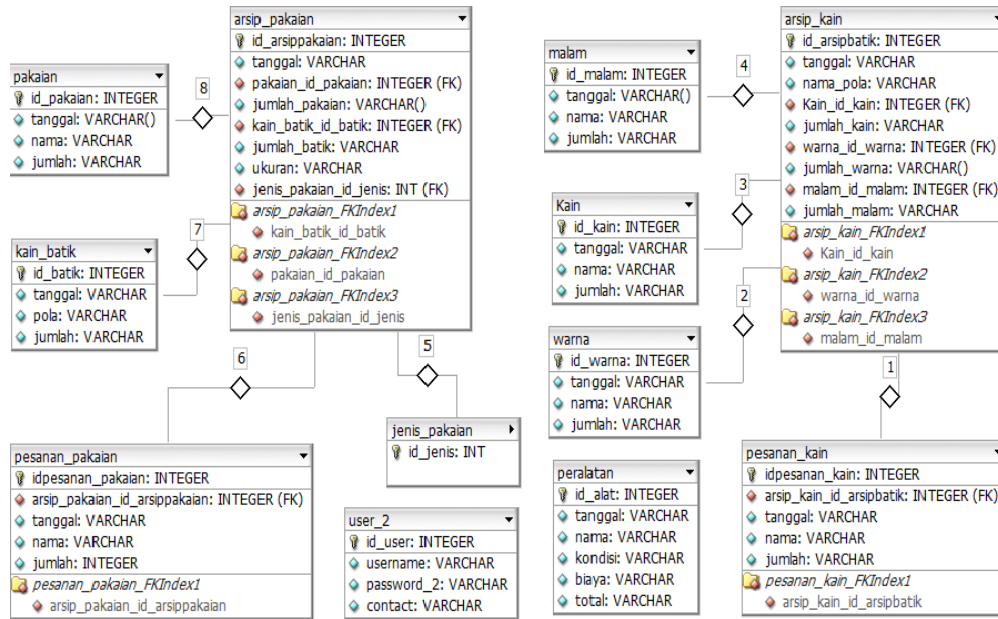 arsip_pakaian
id_arsippakaian: INTEGER
tanggal: VARCHAR
pakaian_id_pakaian: INTEGER (FK)
jumlah_pakaian: VARCHAR()
kain_batik_id_batik: INTEGER (FK)
jumlah_batik: VARCHAR
ukuran: VARCHAR
jenis_pakaian_id_jenis: INT (FK)
arsip_pakaian_FKIndex1
kain_batik_id_batik
arsip_pakaian_FKIndex2
pakaian_id_pakaian
arsip_pakaian_FKIndex3
jenis_pakaian_id_jenis
pakaian
id_pakaian: INTEGER
tanggal: VARCHAR()
nama: VARCHAR
jumlah: VARCHAR
8
7
kain_batik
id_batik: INTEGER
tanggal: VARCHAR
pola: VARCHAR
jumlah: VARCHAR
6
5
pesanan_pakaian
idpesanan_pakaian: INTEGER
arsip_pakaian_id_arsippakaian: INTEGER (FK)
tanggal: VARCHAR
nama: VARCHAR
jumlah: INTEGER
pesanan_pakaian_FKIndex1
arsip_pakaian_id_arsippakaian
jenis_pakaian
id_jenis: INT
user_2
id_user: INTEGER
username: VARCHAR
password_2: VARCHAR
contact: VARCHAR
malam
id_malam: INTEGER
tanggal: VARCHAR()
nama: VARCHAR
jumlah: VARCHAR
4
arsip_kain
id_arsipbatik: INTEGER
tanggal: VARCHAR
nama_pola: VARCHAR
Kain_id_kain: INTEGER (FK)
jumlah_kain: VARCHAR
warna_id_warna: INTEGER (FK)
jumlah_warna: VARCHAR()
malam_id_malam: INTEGER (FK)
jumlah_malam: VARCHAR
arsip_kain_FKIndex1
Kain_id_kain
arsip_kain_FKIndex2
warna_id_warna
arsip_kain_FKIndex3
malam_id_malam
3
Kain
id_kain: INTEGER
tanggal: VARCHAR
nama: VARCHAR
jumlah: VARCHAR
2
warna
id_warna: INTEGER
tanggal: VARCHAR
nama: VARCHAR
jumlah: VARCHAR
1
peralatan
id_alat: INTEGER
tanggal: VARCHAR
nama: VARCHAR
kondisi: VARCHAR
biaya: VARCHAR
total: VARCHAR
pesanan_kain
idpesanan_kain: INTEGER
arsip_kain_id_arsipbatik: INTEGER (FK)
tanggal: VARCHAR
nama: VARCHAR
jumlah: VARCHAR
pesanan_kain_FKIndex1
arsip_kain_id_arsipbatik